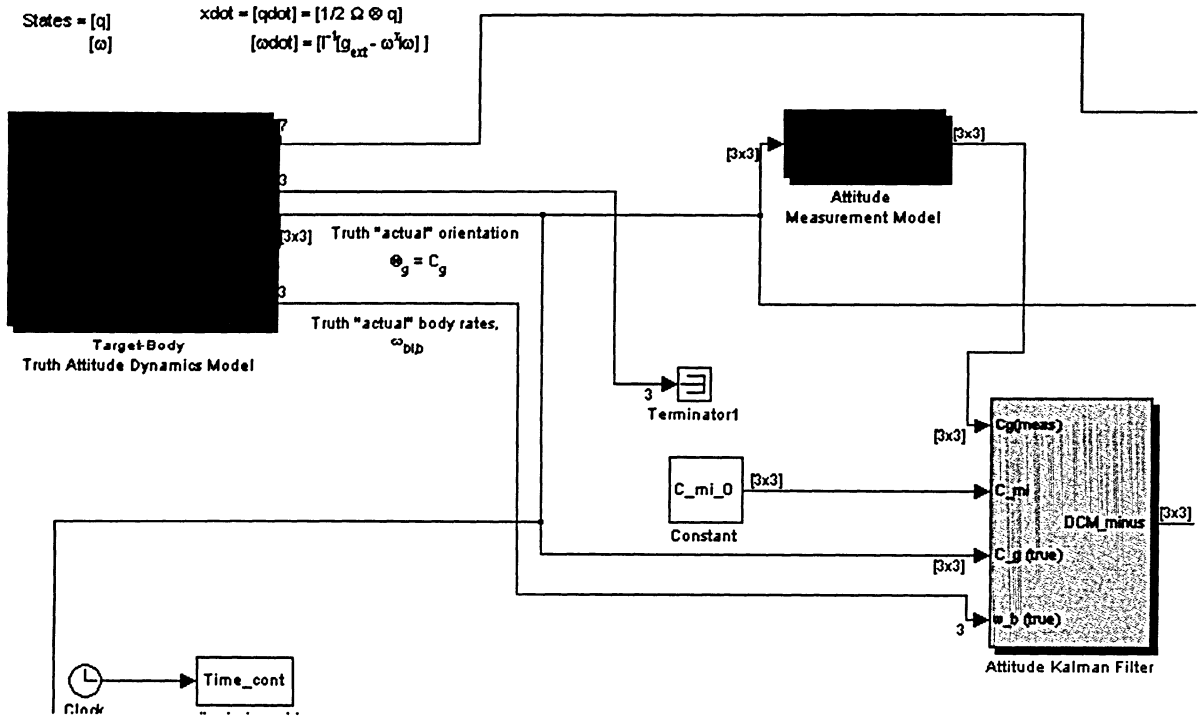 States = [q]
[ω]
xdot = [qdot] = [1/2 Ω ⊗ q]
[ωdot] = [I⁻¹[g_ext - ω^x Iω] ]
7
3
[3x3]
3
Truth "actual" orientation
Θ_g = C_g
Truth "actual" body rates,
ω_bi,b
Target-Body
Truth Attitude Dynamics Model
[3x3]
[3x3]
Attitude
Measurement Model
3
Terminator1
C_mi_0
[3x3]
Constant
[3x3]
Cg(meas)
C_mi
DCM_minus
[3x3]
[3x3]
C_g (true)
3
w_b (true)
Attitude Kalman Filter
Clock
Time_cont